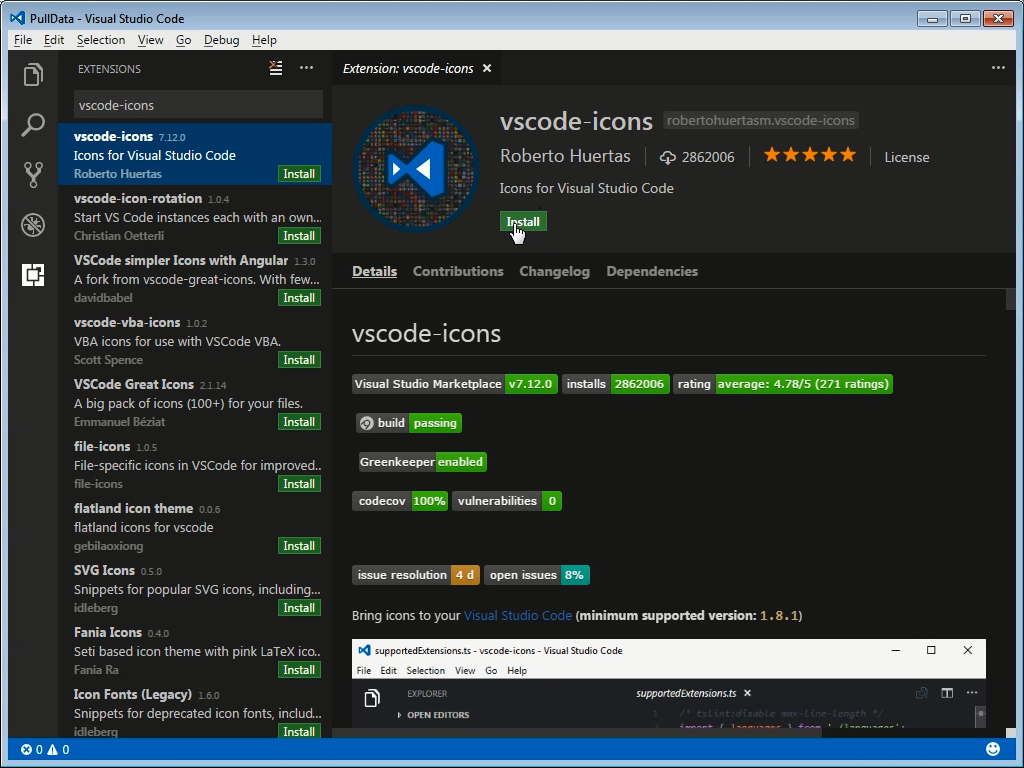 PullData - Visual Studio Code
File Edit Selection View Go Debug Help
EXTENSIONS
vscode-icons
vscode-icons 7.12.0
Icons for Visual Studio Code
Roberto Huertas Install
vscode-icon-rotation 1.0.4
Start VS Code instances each with an own...
Christian Oetterli Install
VSCode simpler Icons with Angular 1.3.0
A fork from vscode-great-icons. With few...
davidbabel Install
vscode-vba-icons 1.0.2
VBA icons for use with VSCode VBA.
Scott Spence Install
VSCode Great Icons 2.1.14
A big pack of icons (100+) for your files.
Emmanuel Béziat Install
file-icons 1.0.5
File-specific icons in VSCode for improved...
file-icons Install
flatland icon theme 0.0.6
flatland icons for vscode
gebilaoxiong Install
SVG Icons 0.5.0
Snippets for popular SVG icons, including...
idleberg Install
Fania Icons 0.4.0
Seti based icon theme with pink LaTeX ico...
Fania Ra Install
Icon Fonts (Legacy) 1.6.0
Snippets for deprecated icon fonts, includ...
idleberg Install
Extension: vscode-icons
vscode-icons robertohuertasm.vscode-icons
Roberto Huertas 2862006 License
Icons for Visual Studio Code
Install
Details Contributions Changelog Dependencies
vscode-icons
Visual Studio Marketplace v7.12.0 installs 2862006 rating average: 4.78/5 (271 ratings)
build passing
Greenkeeper enabled
codecov 100% vulnerabilities 0
issue resolution 4 d open issues 8%
Bring icons to your Visual Studio Code (minimum supported version: 1.8.1)
supportedExtensions.ts - vscode-icons - Visual Studio Code
File Edit Selection View Go Help
EXPLORER supportedExtensions.ts
OPEN EDITORS
1 /* tslint:disable max-line-length */
2 import { languages } from './languages';
0 0